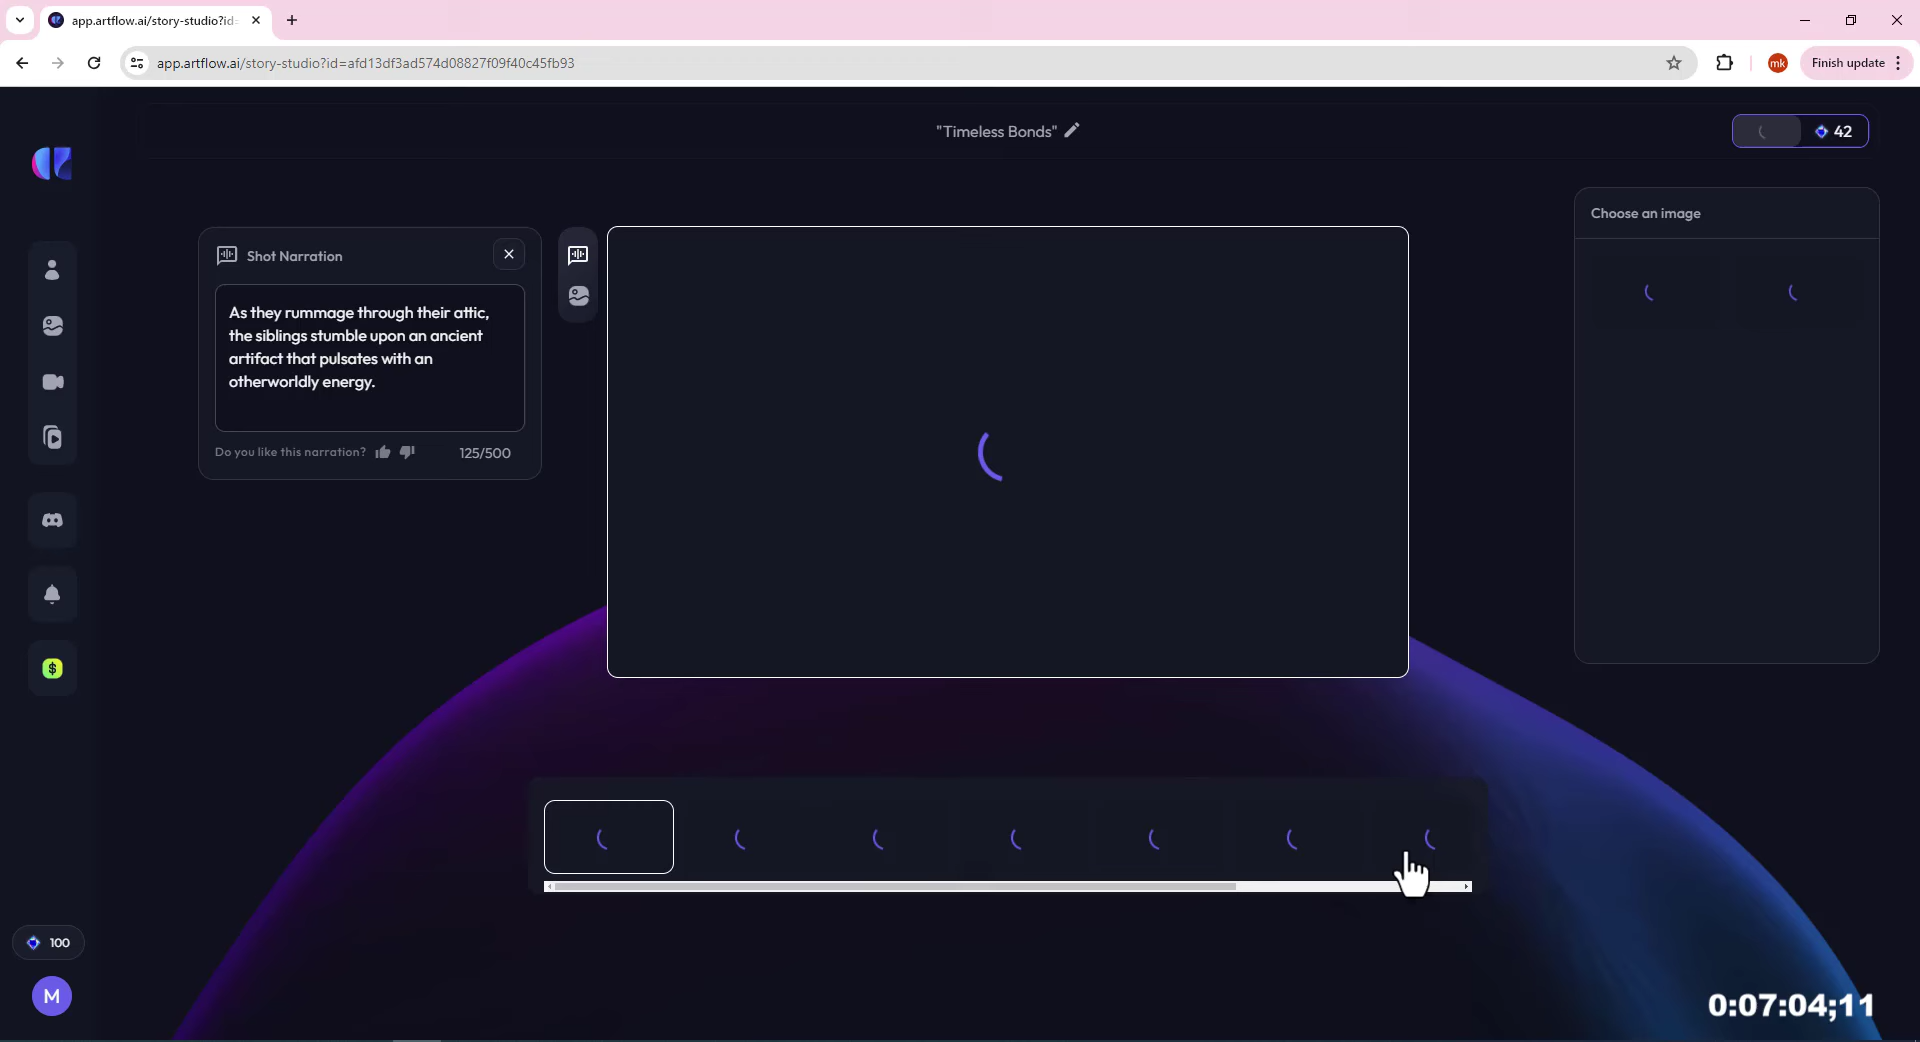 app.artflow.ai/story-studio?id=
app.artflow.ai/story-studio?id=afd13df3ad574d08827f09f40c45fb93
mk
Finish update
"Timeless Bonds"
42
Shot Narration
As they rummage through their attic,
the siblings stumble upon an ancient
artifact that pulsates with an
otherworldly energy.
Do you like this narration?
125/500
Choose an image
$
100
M
0:07:04;11